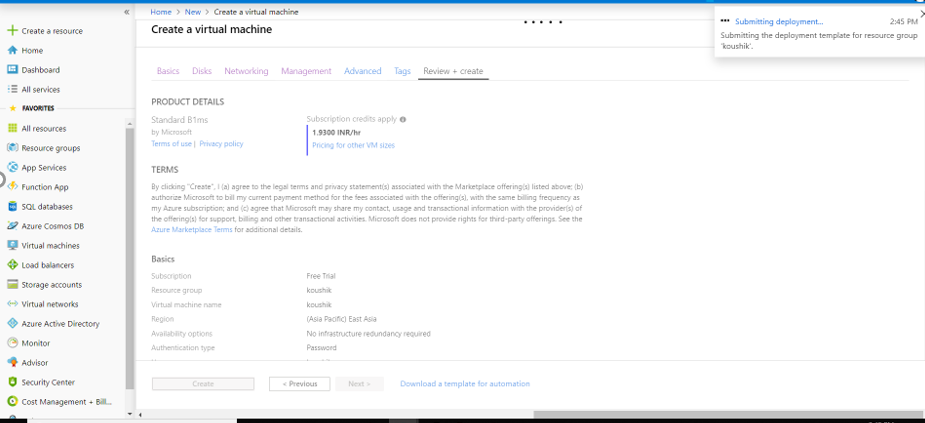 Home > New > Create a virtual machine
Create a virtual machine
Submitting deployment... 2:45 PM
Submitting the deployment template for resource group
'koushik'.
Create a resource
Home
Dashboard
All services
FAVORITES
All resources
Resource groups
App Services
Function App
SQL databases
Azure Cosmos DB
Virtual machines
Load balancers
Storage accounts
Virtual networks
Azure Active Directory
Monitor
Advisor
Security Center
Cost Management + Bill...
Basics Disks Networking Management Advanced Tags Review + create
PRODUCT DETAILS
Standard B1ms
by Microsoft
Terms of use | Privacy policy
Subscription credits apply
1.9300 INR/hr
Pricing for other VM sizes
TERMS
By clicking "Create", I (a) agree to the legal terms and privacy statement(s) associated with the Marketplace offering(s) listed above; (b)
authorize Microsoft to bill my current payment method for the fees associated with the offering(s), with the same billing frequency as
my Azure subscription; and (c) agree that Microsoft may share my contact, usage and transactional information with the provider(s) of
the offering(s) for support, billing and other transactional activities. Microsoft does not provide rights for third-party offerings. See the
Azure Marketplace Terms for additional details.
Basics
Subscription Free Trial
Resource group koushik
Virtual machine name koushik
Region (Asia Pacific) East Asia
Availability options No infrastructure redundancy required
Authentication type Password
Create < Previous Next > Download a template for automation